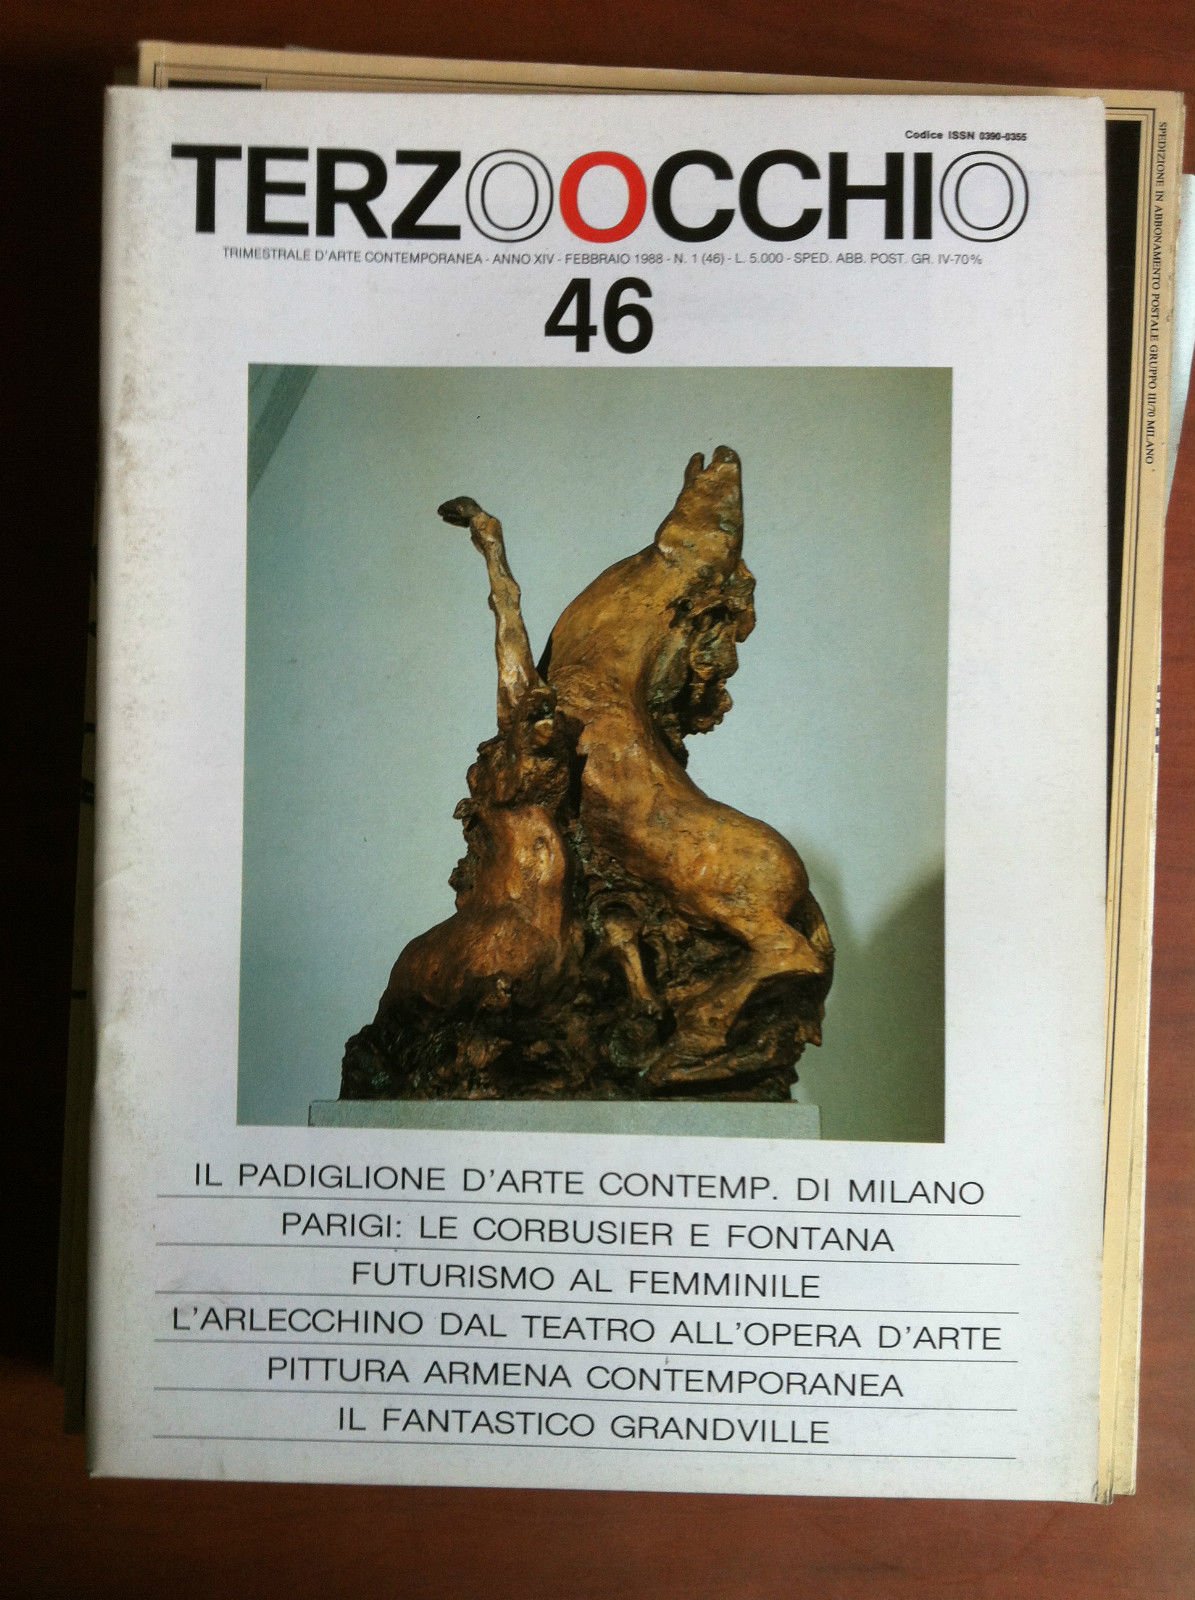 Codice ISSN 0390-0355
TERZOOCCHIO
TRIMESTRALE D'ARTE CONTEMPORANEA - ANNO XIV - FEBBRAIO 1988 - N. 1 (46) - L. 5.000 - SPED. ABB. POST. GR. IV-70%
46
IL PADIGLIONE D'ARTE CONTEMP. DI MILANO
PARIGI: LE CORBUSIER E FONTANA
FUTURISMO AL FEMMINILE
L'ARLECCHINO DAL TEATRO ALL'OPERA D'ARTE
PITTURA ARMENA CONTEMPORANEA
IL FANTASTICO GRANDVILLE
SPEDIZIONE IN ABBONAMENTO POSTALE GRUPPO III/70 MILANO